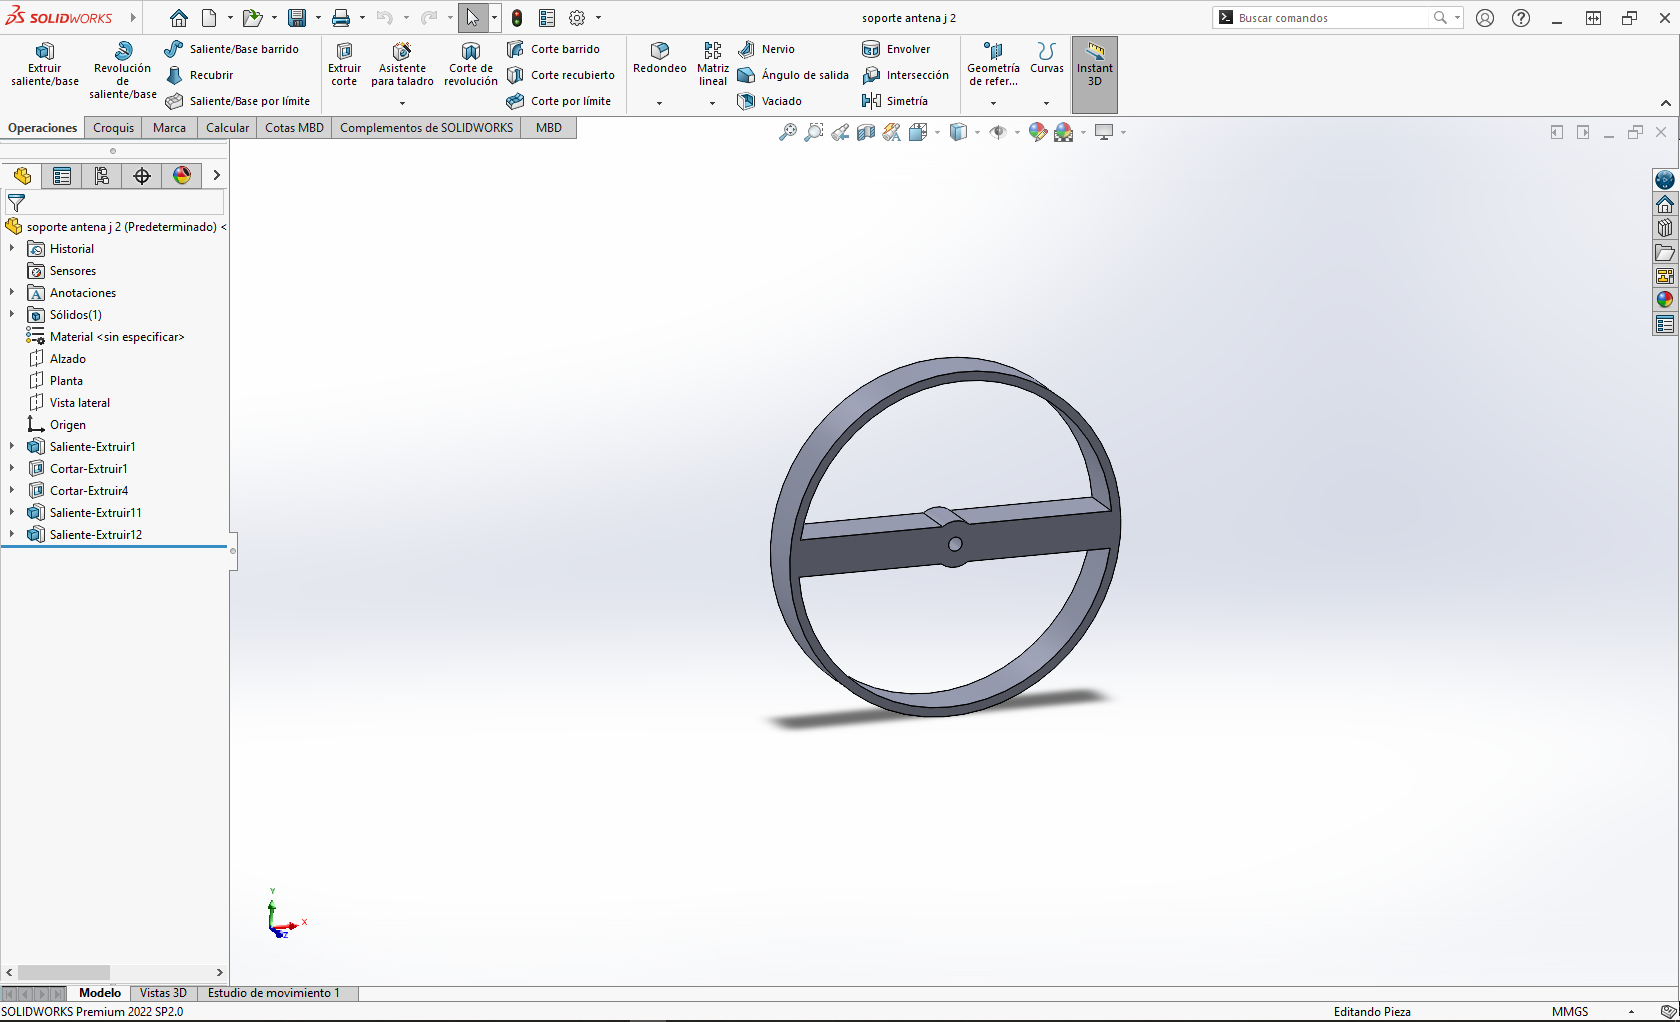 SOLIDWORKS
soporte antena j 2
Buscar comandos
Extruir saliente/base
Revolución de saliente/base
Saliente/Base barrido
Recubrir
Saliente/Base por límite
Extruir corte
Asistente para taladro
Corte de revolución
Corte barrido
Corte recubierto
Corte por límite
Redondeo
Matriz lineal
Nervio
Ángulo de salida
Vaciado
Envolver
Intersección
Simetría
Geometría de refer...
Curvas
Instant 3D
Operaciones
Croquis
Marca
Calcular
Cotas MBD
Complementos de SOLIDWORKS
MBD
soporte antena j 2 (Predeterminado) <
Historial
Sensores
Anotaciones
Sólidos(1)
Material <sin especificar>
Alzado
Planta
Vista lateral
Origen
Saliente-Extruir1
Cortar-Extruir1
Cortar-Extruir4
Saliente-Extruir11
Saliente-Extruir12
Y
X
Z
Modelo
Vistas 3D
Estudio de movimiento 1
SOLIDWORKS Premium 2022 SP2.0
Editando Pieza
MMGS